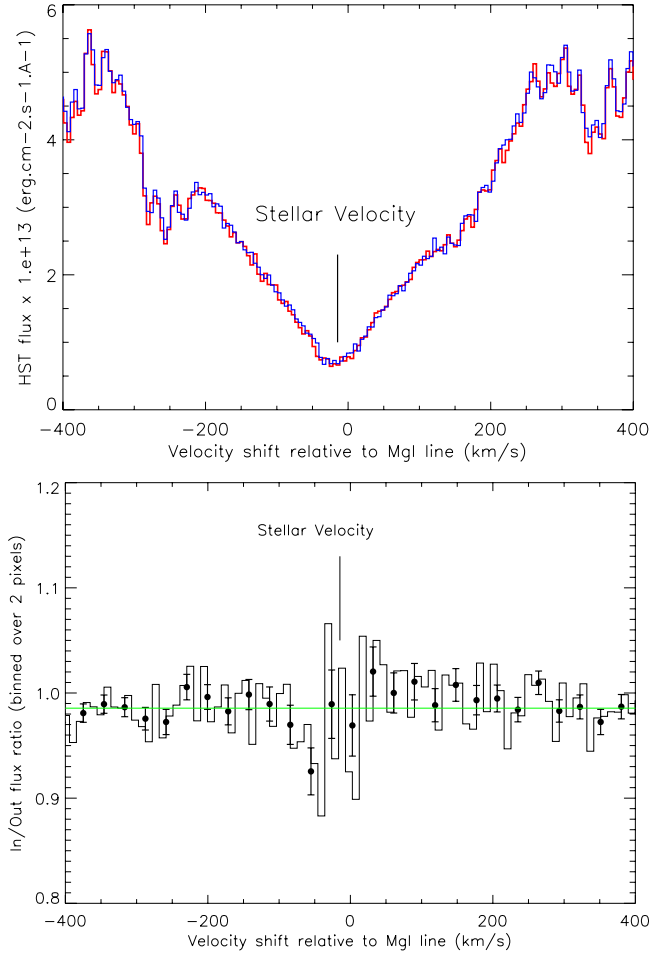 6
4
2
0
HST flux x 1.e+13 (erg.cm-2.s-1.A-1)
Stellar Velocity
-400 -200 0 200 400
Velocity shift relative to MgI line (km/s)
1.2
1.1
1.0
0.9
0.8
In/Out flux ratio (binned over 2 pixels)
Stellar Velocity
-400 -200 0 200 400
Velocity shift relative to MgI line (km/s)